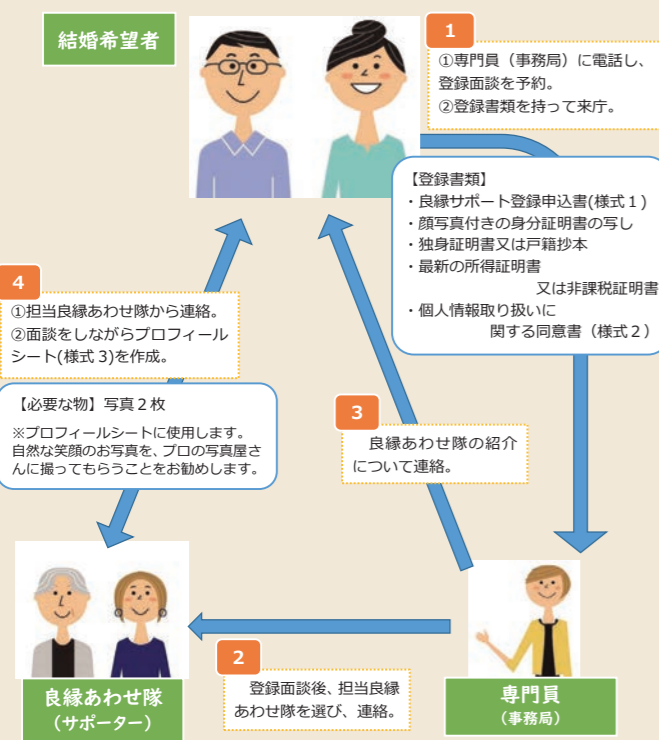 結婚希望者
1
①専門員（事務局）に電話し、
登録面談を予約。
②登録書類を持って来庁。
【登録書類】
・良縁サポート登録申込書(様式１)
・顔写真付きの身分証明書の写し
・独身証明書又は戸籍抄本
・最新の所得証明書
又は非課税証明書
・個人情報取り扱いに
関する同意書（様式２）
4
①担当良縁あわせ隊から連絡。
②面談をしながらプロフィール
シート(様式 3)を作成。
【必要な物】写真２枚
※プロフィールシートに使用します。
自然な笑顔のお写真を、プロの写真屋さ
んに撮ってもらうことをお勧めします。
3
良縁あわせ隊の紹介
について連絡。
2
登録面談後、担当良縁
あわせ隊を選び、連絡。
良縁あわせ隊
（サポーター）
専門員
（事務局）